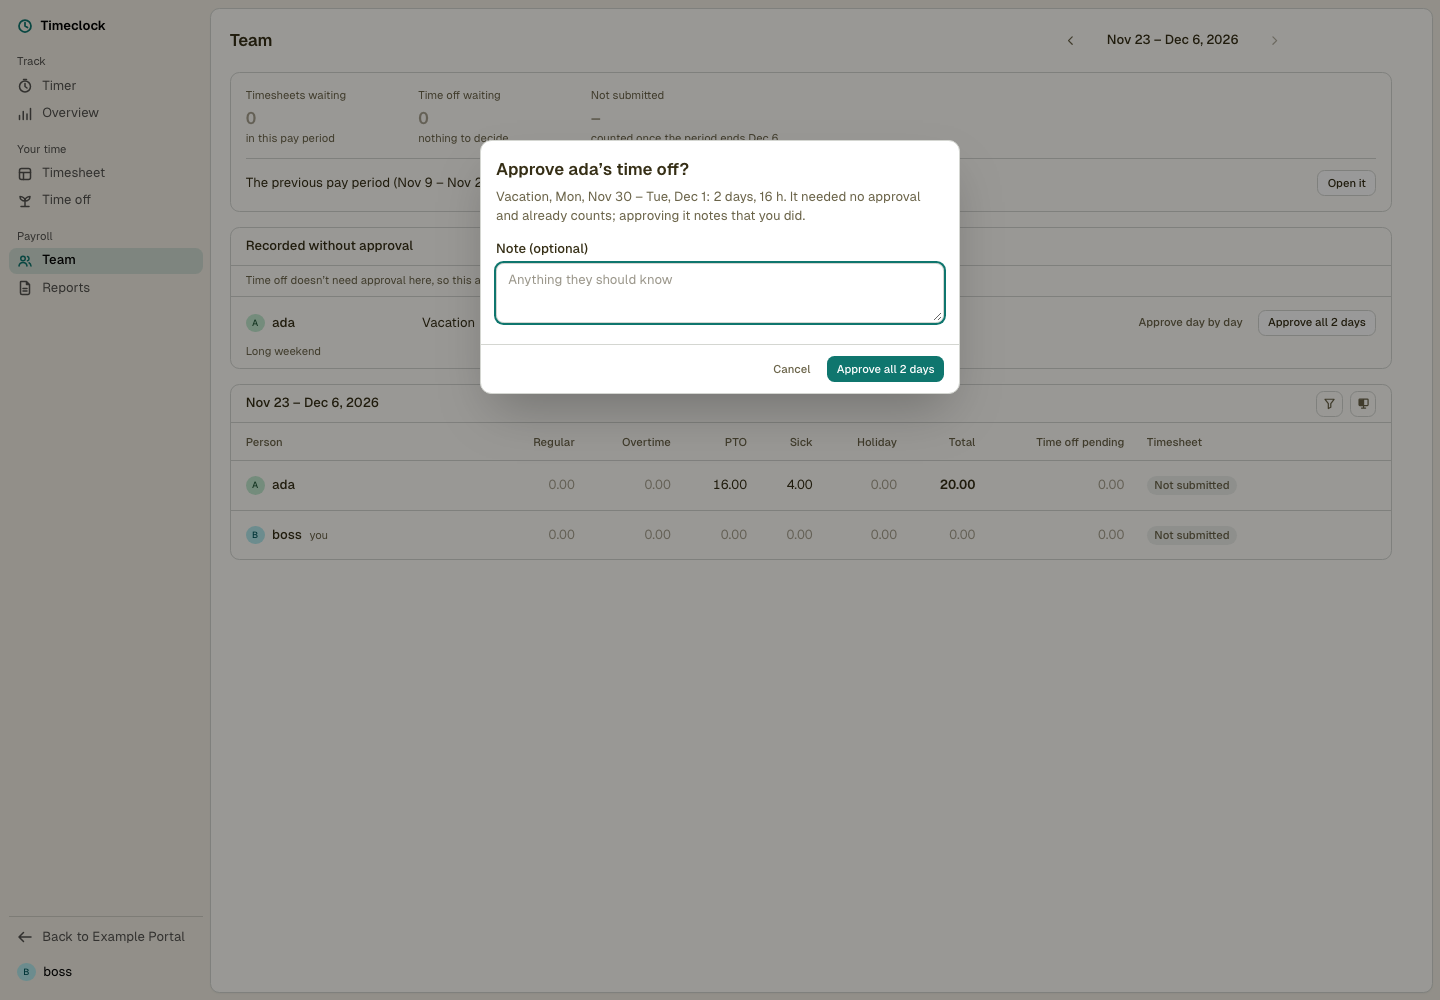 Timeclock
Track
Timer
Overview
Your time
Timesheet
Time off
Payroll
Team
Reports
Back to Example Portal
B boss
Team
Nov 23 – Dec 6, 2026
Timesheets waiting
0
in this pay period
Time off waiting
0
nothing to decide
Not submitted
–
counted once the period ends Dec 6
The previous pay period (Nov 9 – Nov 2
Open it
Recorded without approval
Time off doesn't need approval here, so this a
A ada Vacation Approve day by day Approve all 2 days
Long weekend
Approve ada's time off?
Vacation, Mon, Nov 30 – Tue, Dec 1: 2 days, 16 h. It needed no approval
and already counts; approving it notes that you did.
Note (optional)
Anything they should know
Cancel Approve all 2 days
Nov 23 – Dec 6, 2026
Person Regular Overtime PTO Sick Holiday Total Time off pending Timesheet
A ada 0.00 0.00 16.00 4.00 0.00 20.00 0.00 Not submitted
B boss you 0.00 0.00 0.00 0.00 0.00 0.00 0.00 Not submitted